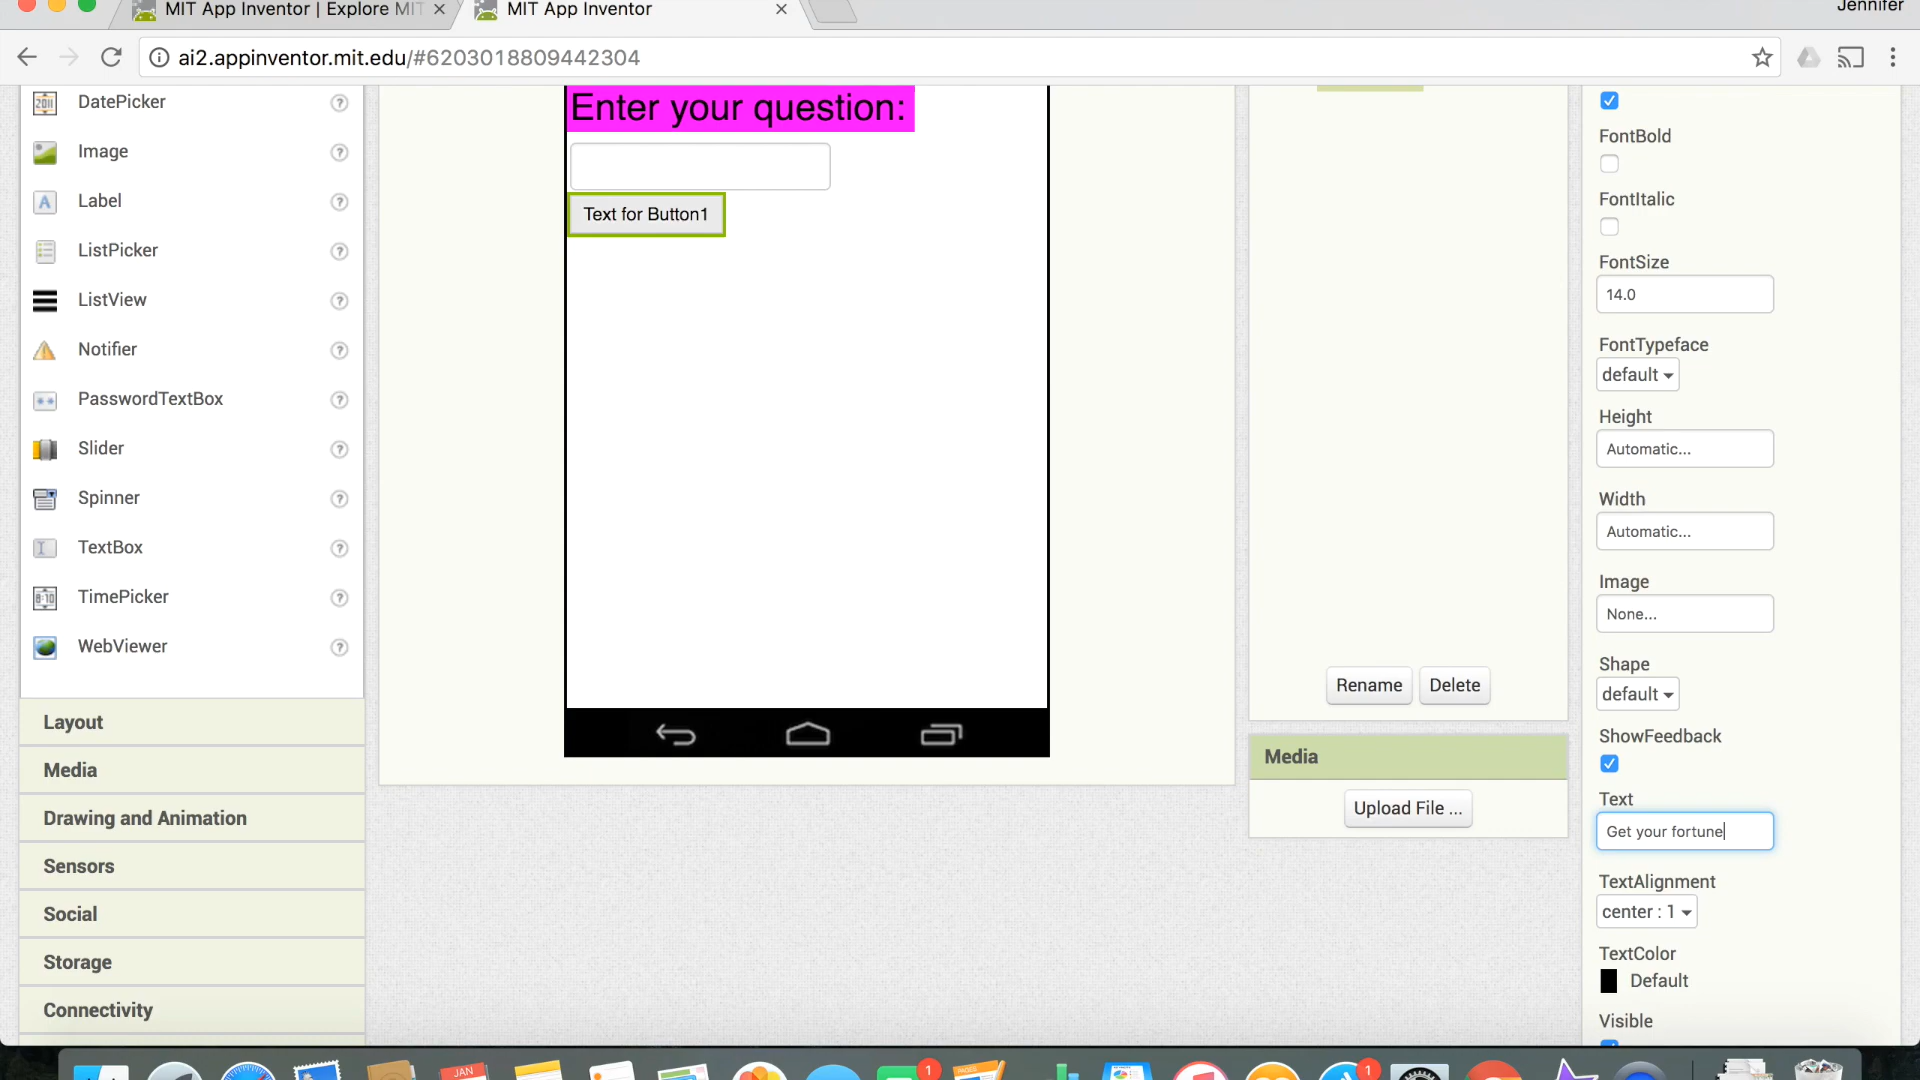 MIT App Inventor | Explore MIT
MIT App Inventor
Jennifer
ai2.appinventor.mit.edu/#6203018809442304
DatePicker
Image
Label
ListPicker
ListView
Notifier
PasswordTextBox
Slider
Spinner
TextBox
TimePicker
WebViewer
Layout
Media
Drawing and Animation
Sensors
Social
Storage
Connectivity
Enter your question:
Text for Button1
Rename
Delete
Media
Upload File ...
FontBold
FontItalic
FontSize
14.0
FontTypeface
default
Height
Automatic...
Width
Automatic...
Image
None...
Shape
default
ShowFeedback
Text
Get your fortune
TextAlignment
center : 1
TextColor
Default
Visible
JAN
1
1